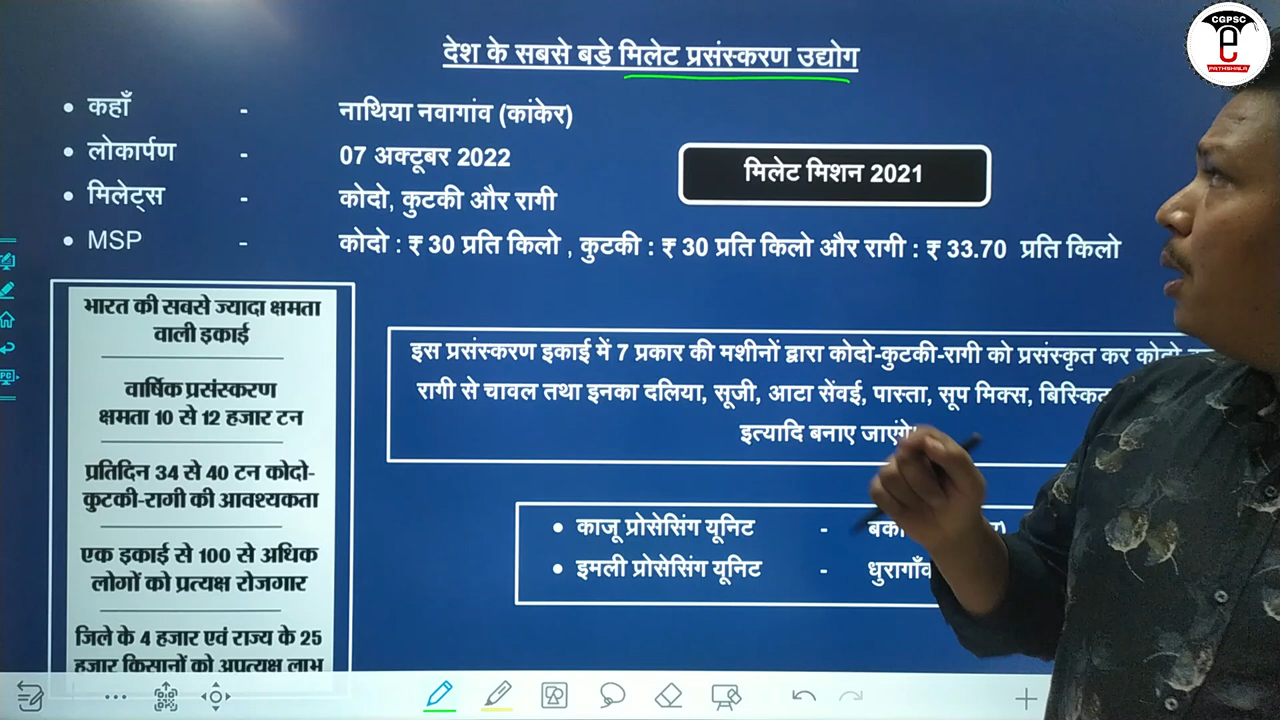 CGPSC
e
PATHSHALA
देश के सबसे बड़े मिलेट प्रसंस्करण उद्योग
• कहाँ - नाथिया नवागांव (कांकेर)
• लोकार्पण - 07 अक्टूबर 2022
मिलेट मिशन 2021
• मिलेट्स - कोदो, कुटकी और रागी
• MSP - कोदो : ₹ 30 प्रति किलो , कुटकी : ₹ 30 प्रति किलो और रागी : ₹ 33.70 प्रति किलो
भारत की सबसे ज्यादा क्षमता
वाली इकाई
वार्षिक प्रसंस्करण
क्षमता 10 से 12 हजार टन
प्रतिदिन 34 से 40 टन कोदो-
कुटकी-रागी की आवश्यकता
एक इकाई से 100 से अधिक
लोगों को प्रत्यक्ष रोजगार
जिले के 4 हजार एवं राज्य के 25
हजार किसानों को अप्रत्यक्ष लाभ
इस प्रसंस्करण इकाई में 7 प्रकार की मशीनों द्वारा कोदो-कुटकी-रागी को प्रसंस्कृत कर कोदो
रागी से चावल तथा इनका दलिया, सूजी, आटा सेंवई, पास्ता, सूप मिक्स, बिस्किट
इत्यादि बनाए जाएंगे
• काजू प्रोसेसिंग यूनिट -
• इमली प्रोसेसिंग यूनिट - धुरागाँव
PC